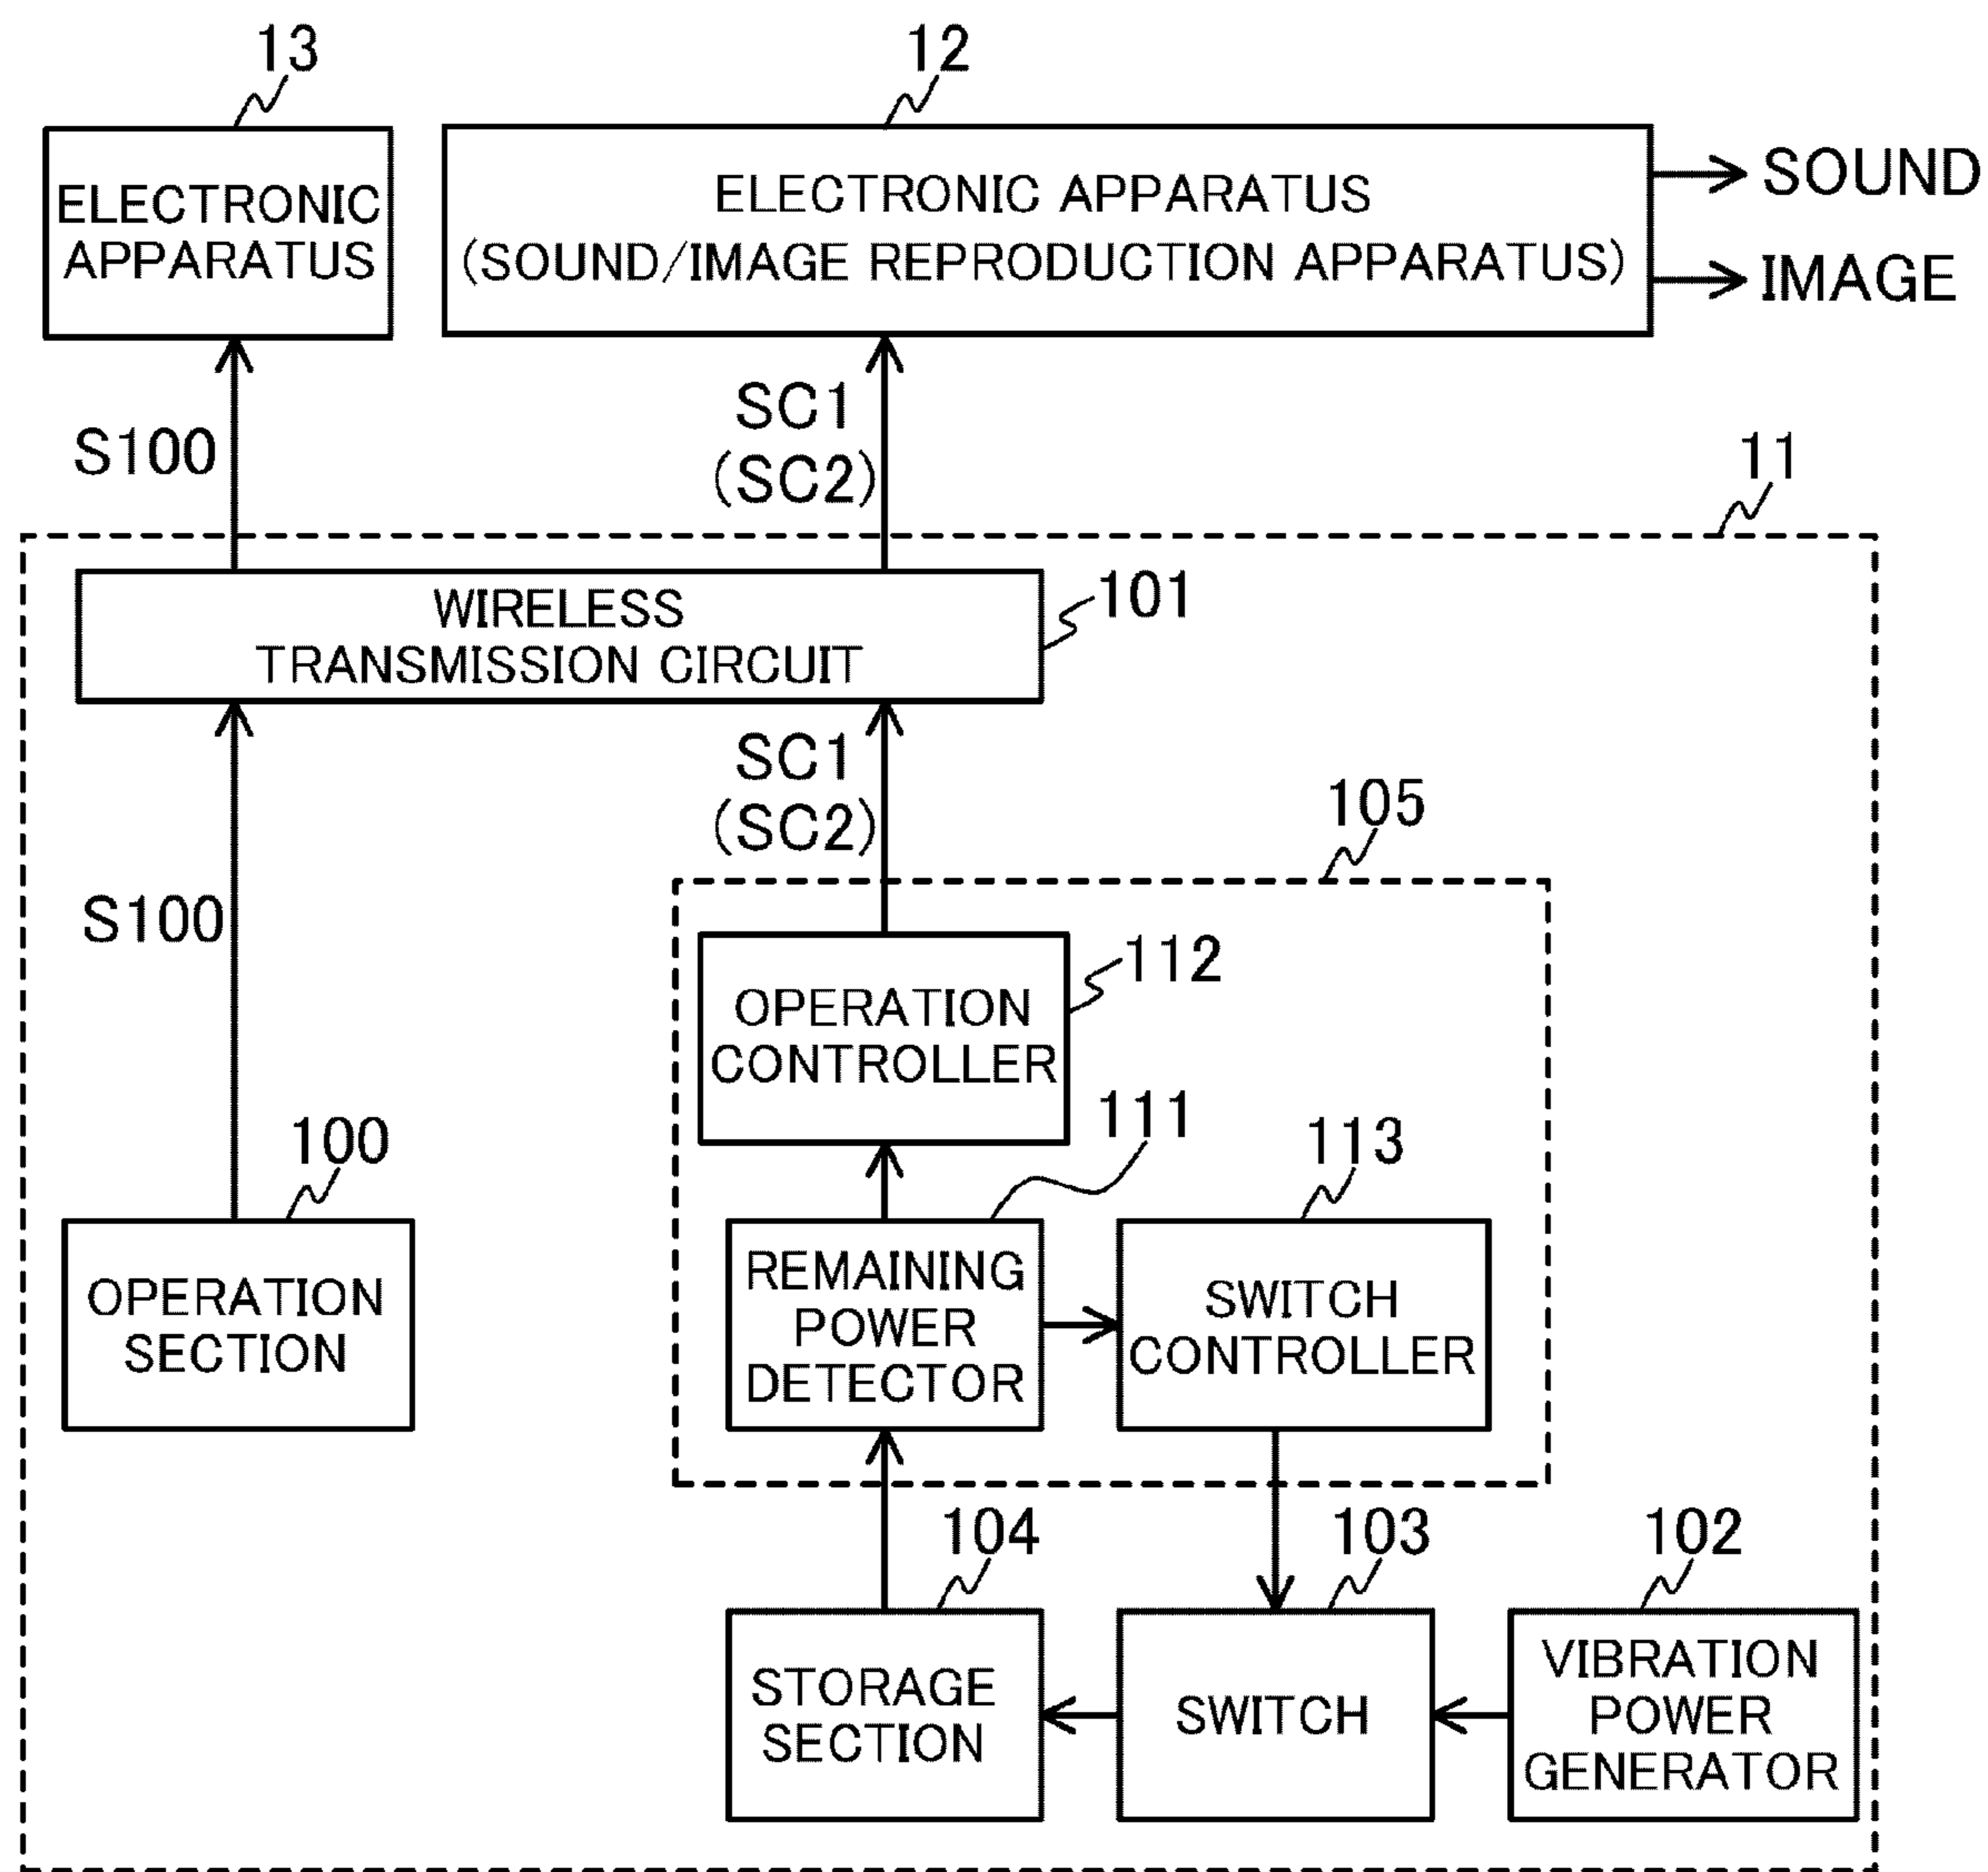 13
12
ELECTRONIC
APPARATUS
ELECTRONIC APPARATUS
(SOUND/IMAGE REPRODUCTION APPARATUS)
SOUND
IMAGE
S100
SC1
(SC2)
11
WIRELESS
TRANSMISSION CIRCUIT
101
SC1
(SC2)
105
S100
OPERATION
CONTROLLER
112
111
113
100
OPERATION
SECTION
REMAINING
POWER
DETECTOR
SWITCH
CONTROLLER
104
103
102
STORAGE
SECTION
SWITCH
VIBRATION
POWER
GENERATOR